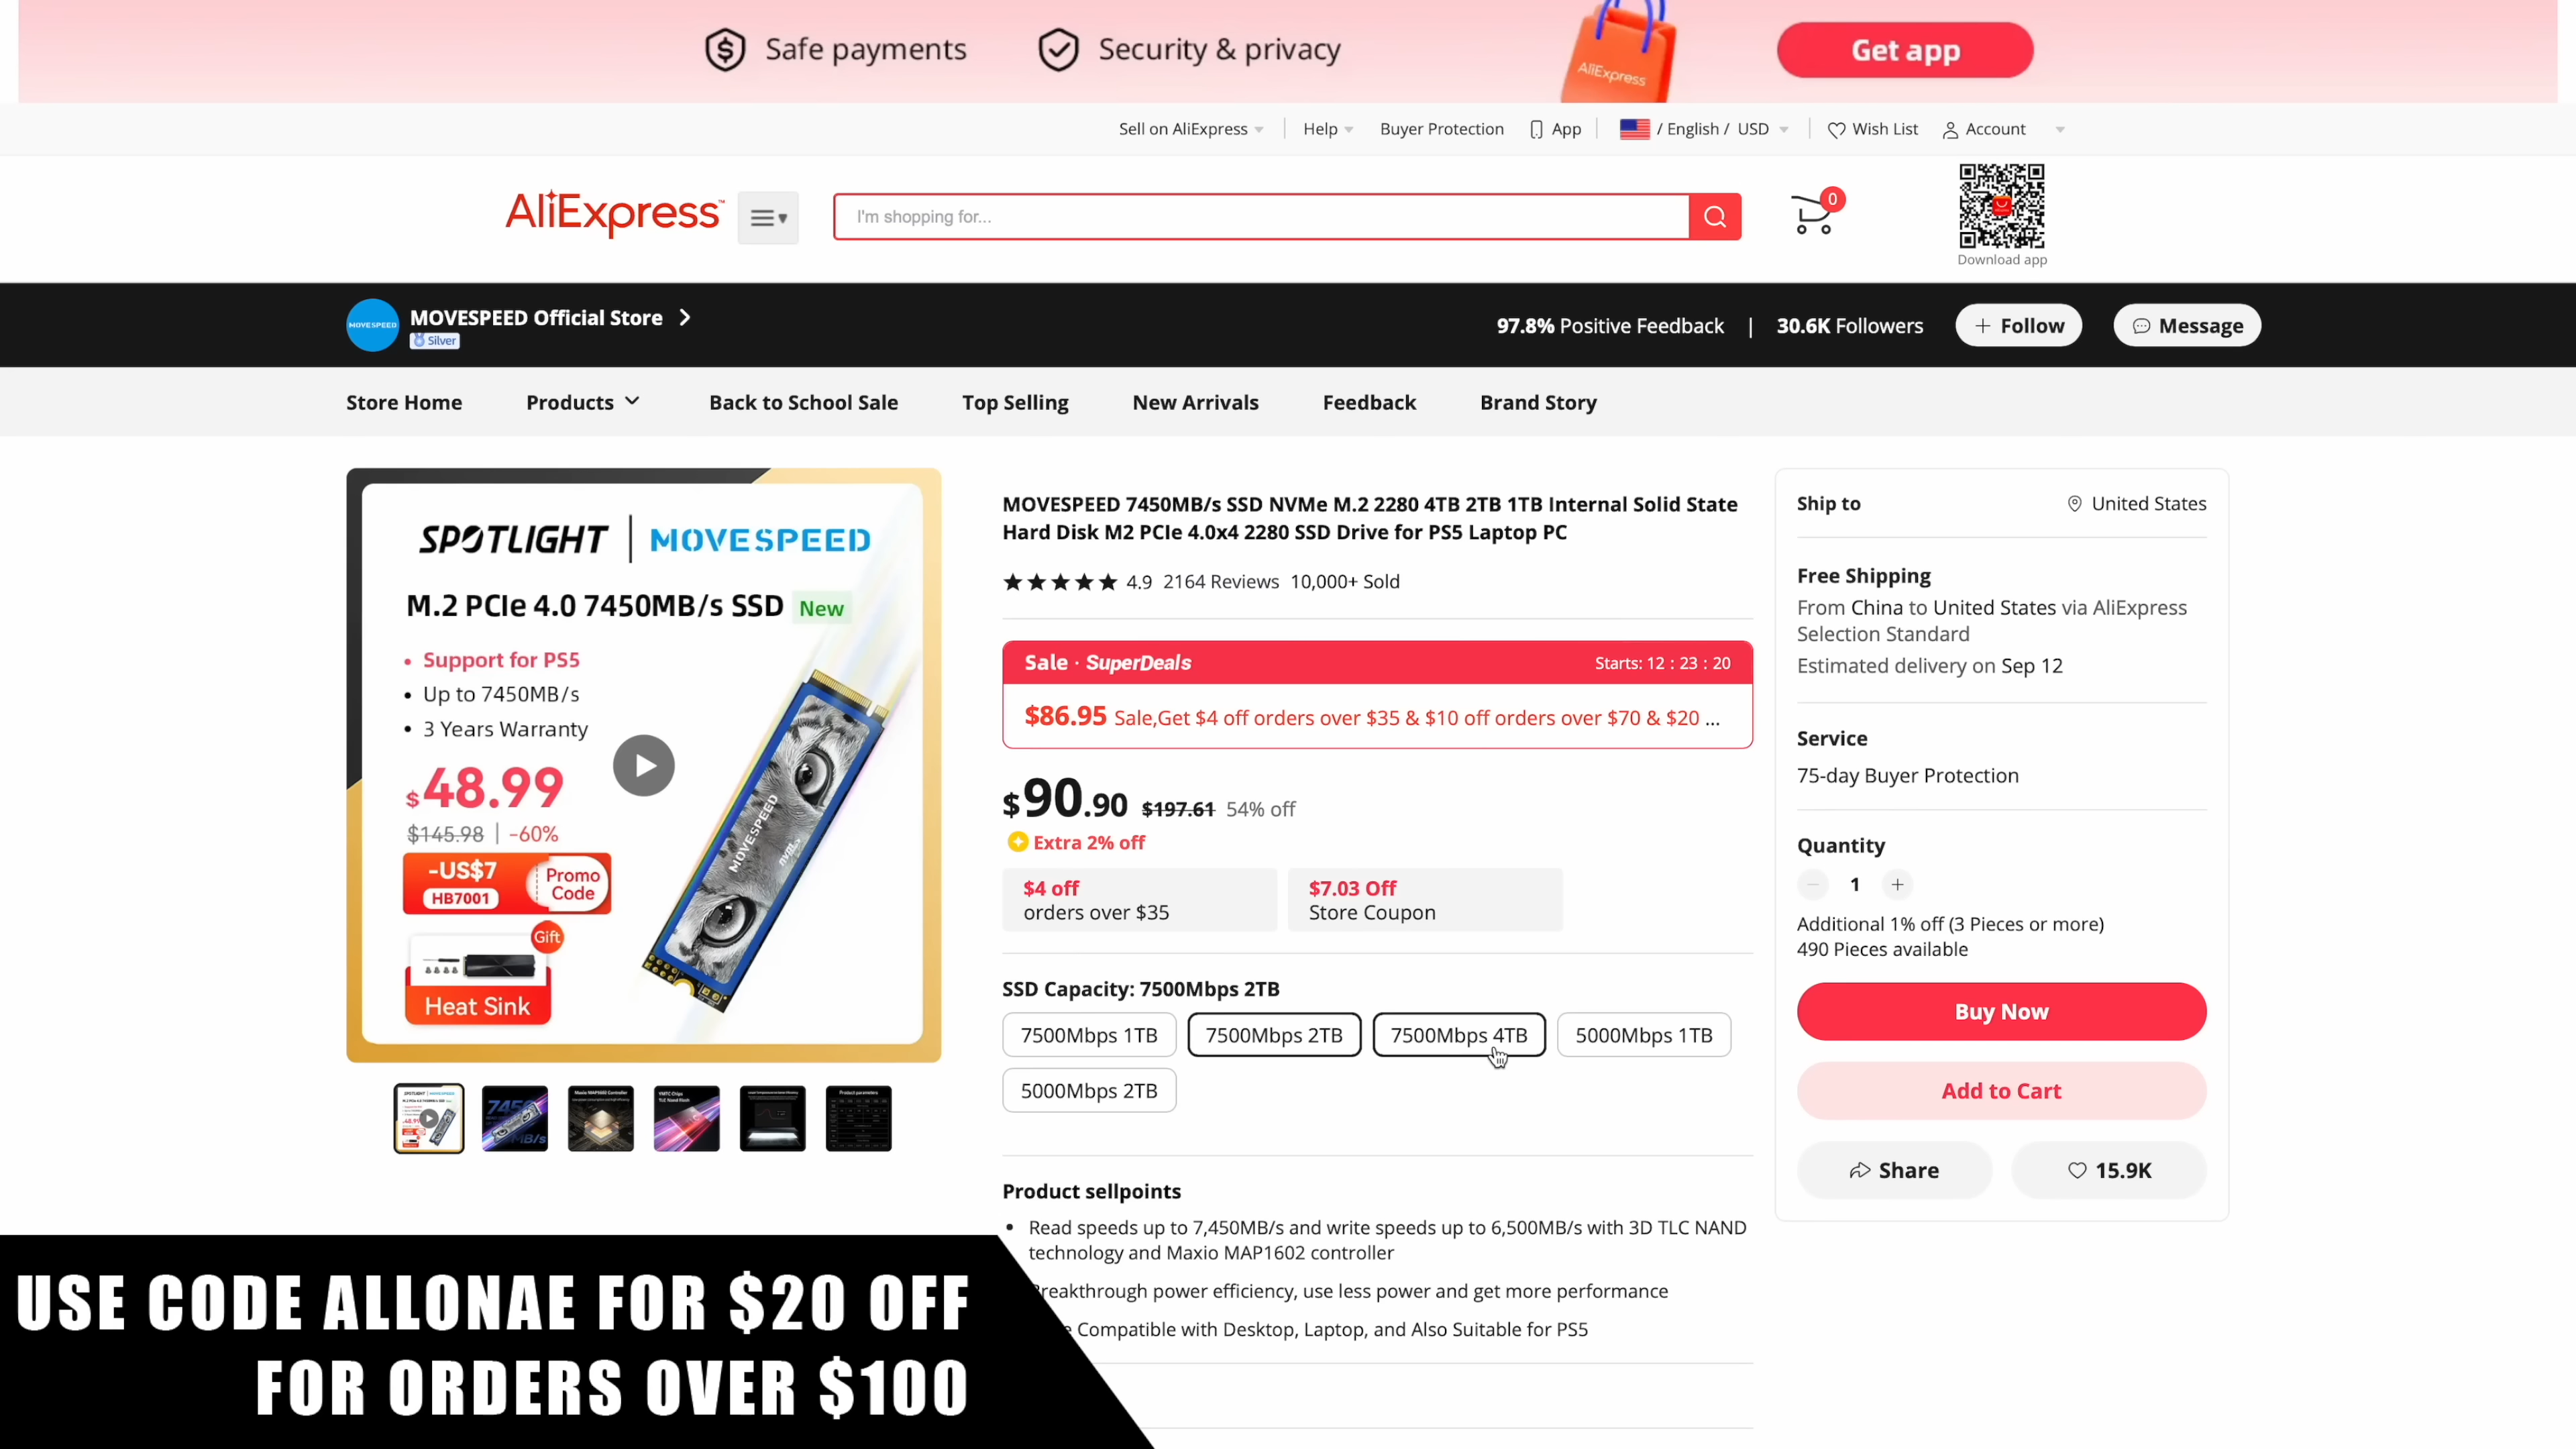 Safe payments
Security & privacy
AliExpress
Get app
Sell on AliExpress
Help
Buyer Protection
App
/ English / USD
Wish List
Account
AliExpress
I'm shopping for...
0
Download app
MOVESPEED
MOVESPEED Official Store
Silver
97.8% Positive Feedback | 30.6K Followers
+ Follow
Message
Store Home
Products
Back to School Sale
Top Selling
New Arrivals
Feedback
Brand Story
SPOTLIGHT | MOVESPEED
M.2 PCIe 4.0 7450MB/s SSD New
• Support for PS5
• Up to 7450MB/s
• 3 Years Warranty
$48.99
$145.98 | -60%
-US$7
HB7001
Promo
Code
Gift
Heat Sink
MOVESPEED
MOVESPEED 7450MB/s SSD NVMe M.2 2280 4TB 2TB 1TB Internal Solid State
Hard Disk M2 PCIe 4.0x4 2280 SSD Drive for PS5 Laptop PC
4.9 2164 Reviews 10,000+ Sold
Sale · SuperDeals
Starts: 12 : 23 : 20
$86.95 Sale,Get $4 off orders over $35 & $10 off orders over $70 & $20 ...
$90.90 $197.61 54% off
Extra 2% off
$4 off
orders over $35
$7.03 Off
Store Coupon
SSD Capacity: 7500Mbps 2TB
7500Mbps 1TB
7500Mbps 2TB
7500Mbps 4TB
5000Mbps 1TB
5000Mbps 2TB
Product sellpoints
• Read speeds up to 7,450MB/s and write speeds up to 6,500MB/s with 3D TLC NAND
technology and Maxio MAP1602 controller
reakthrough power efficiency, use less power and get more performance
Compatible with Desktop, Laptop, and Also Suitable for PS5
Ship to
United States
Free Shipping
From China to United States via AliExpress
Selection Standard
Estimated delivery on Sep 12
Service
75-day Buyer Protection
Quantity
1
Additional 1% off (3 Pieces or more)
490 Pieces available
Buy Now
Add to Cart
Share
15.9K
USE CODE ALLONAE FOR $20 OFF
FOR ORDERS OVER $100